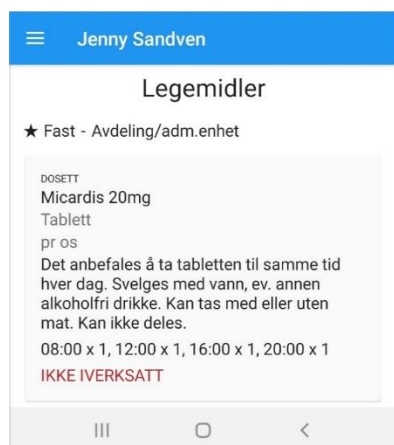 Jenny Sandven
Legemidler
★ Fast - Avdeling/adm.enhet
DOSETT
Micardis 20mg
Tablett
pr os
Det anbefales å ta tabletten til samme tid
hver dag. Svelges med vann, ev. annen
alkoholfri drikke. Kan tas med eller uten
mat. Kan ikke deles.
08:00 x 1, 12:00 x 1, 16:00 x 1, 20:00 x 1
IKKE IVERKSATT